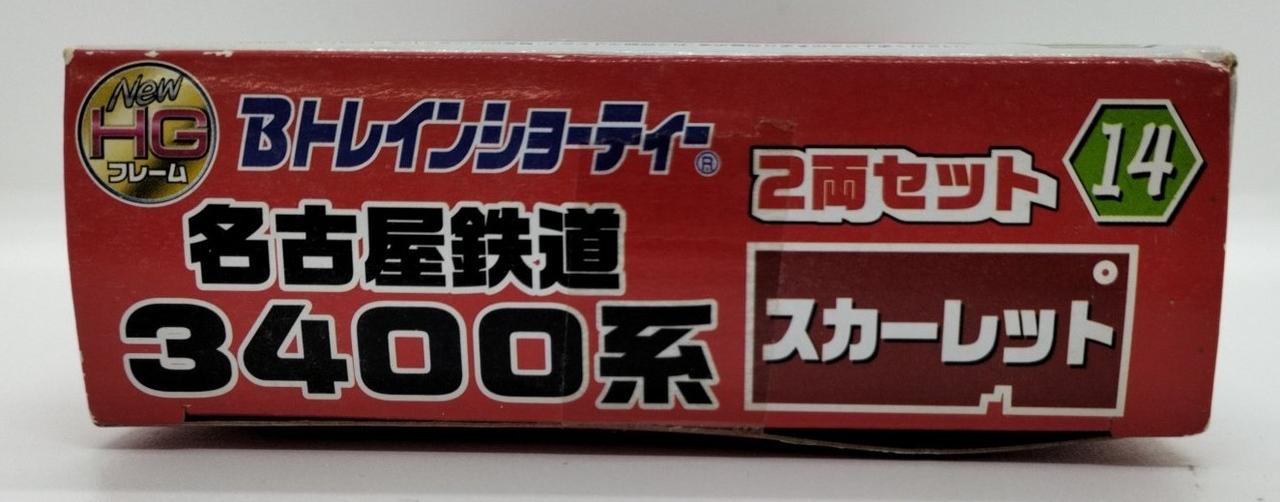 New
HG
フレーム
Bトレインショーティー®
名古屋鉄道
3400系
2両セット
14
スカーレット